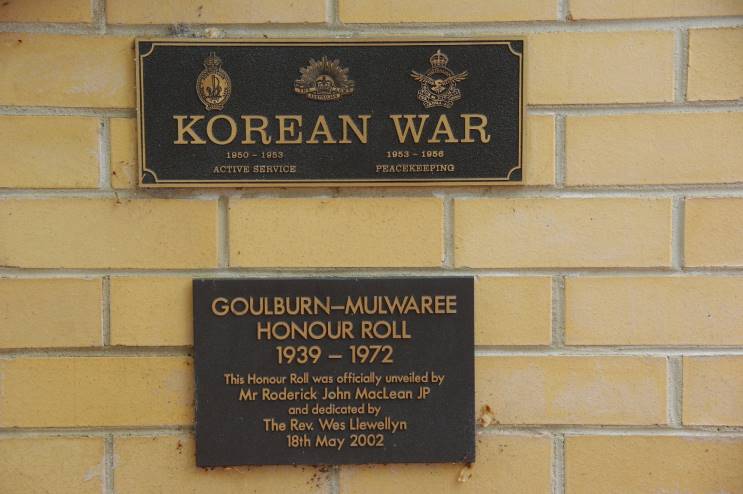 KOREAN WAR
1950 - 1953 1953 - 1956
ACTIVE SERVICE PEACEKEEPING
GOULBURN–MULWAREE
HONOUR ROLL
1939 – 1972
This Honour Roll was officially unveiled by
Mr Roderick John MacLean JP
and dedicated by
The Rev. Wes Llewellyn
18th May 2002